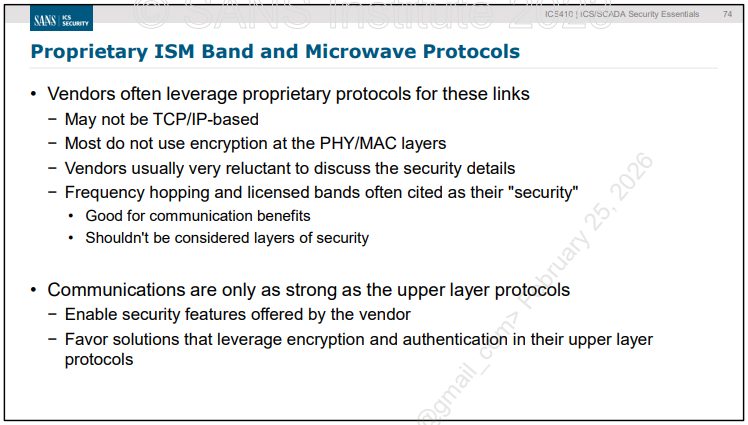 © SANS Institute 2026
SANS ICS SECURITY
ICS410 | ICS/SCADA Security Essentials 74
Proprietary ISM Band and Microwave Protocols
• Vendors often leverage proprietary protocols for these links
− May not be TCP/IP-based
− Most do not use encryption at the PHY/MAC layers
− Vendors usually very reluctant to discuss the security details
− Frequency hopping and licensed bands often cited as their "security"
• Good for communication benefits
• Shouldn't be considered layers of security
• Communications are only as strong as the upper layer protocols
− Enable security features offered by the vendor
− Favor solutions that leverage encryption and authentication in their upper layer
protocols
@gmail_com> February 25, 2026